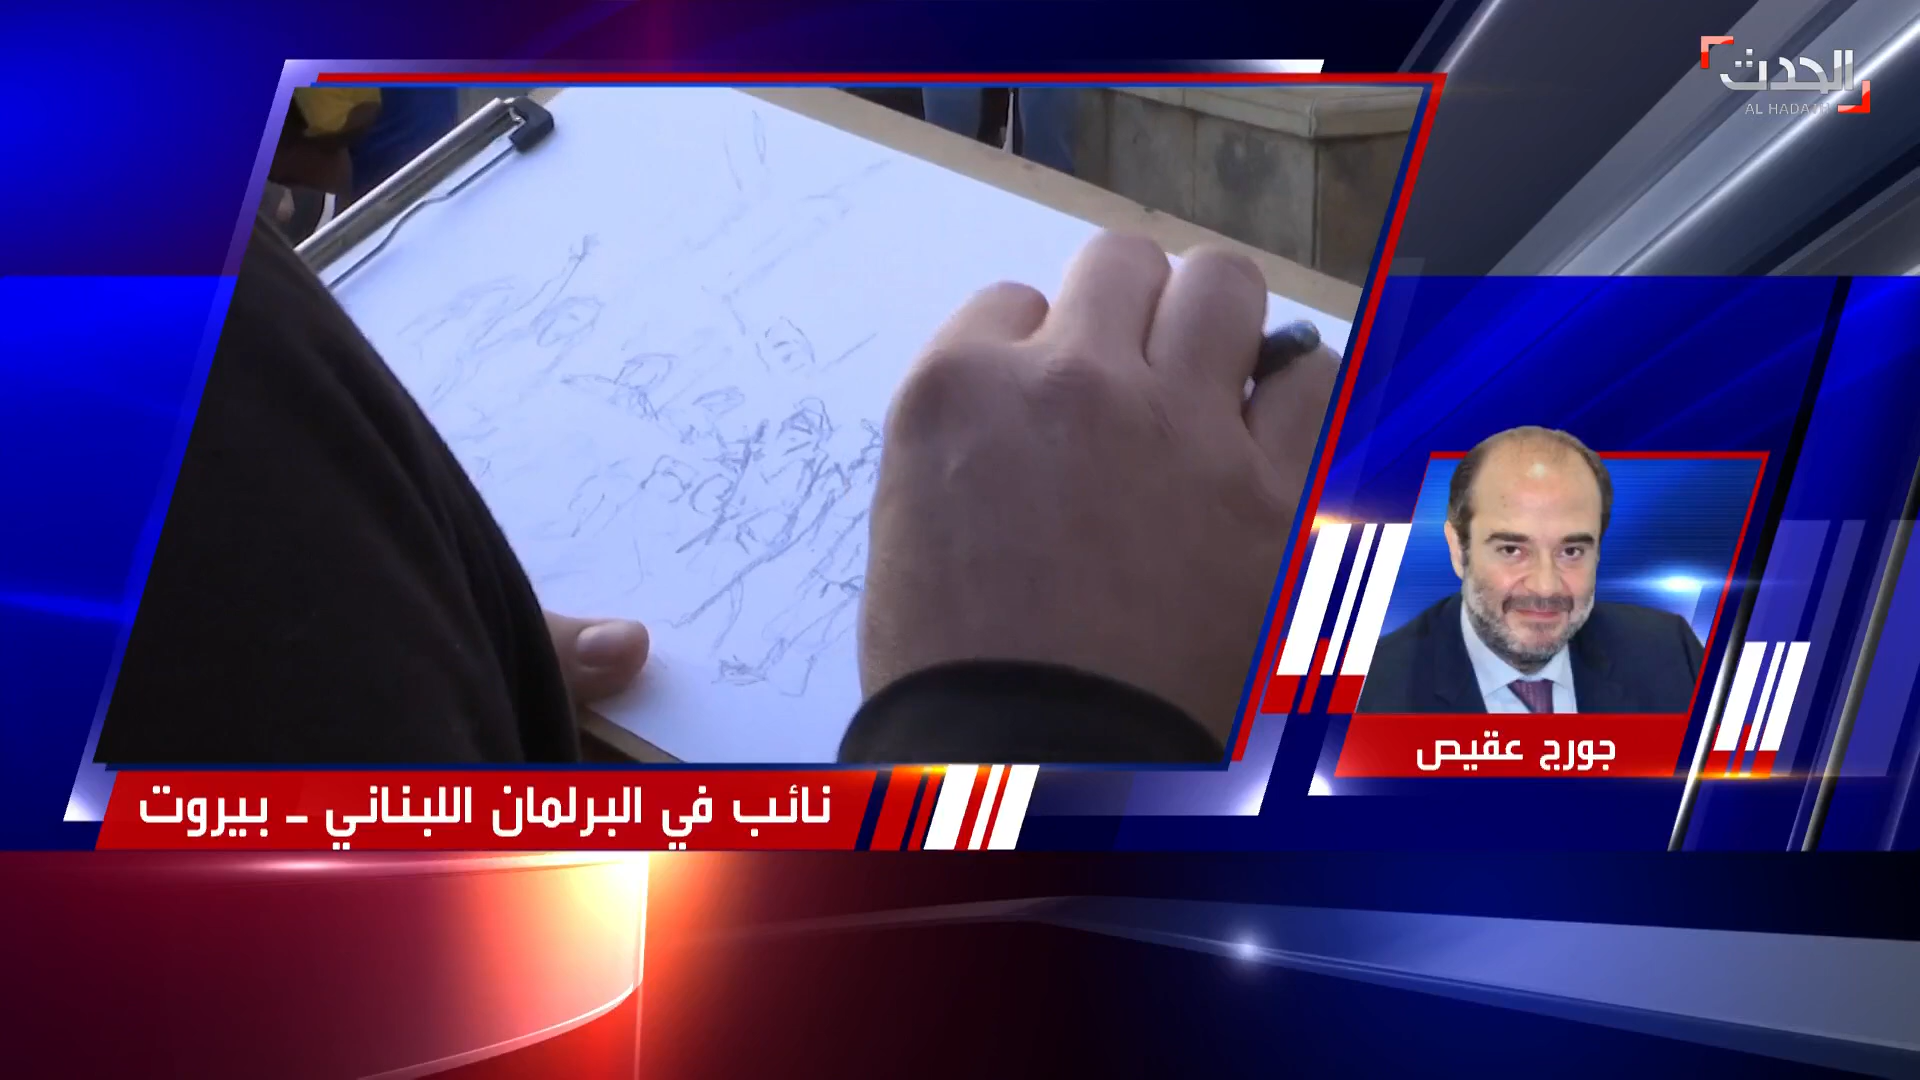 الحدث
AL HADATH
جورج عقيص
نائب في البرلمان اللبناني - بيروت